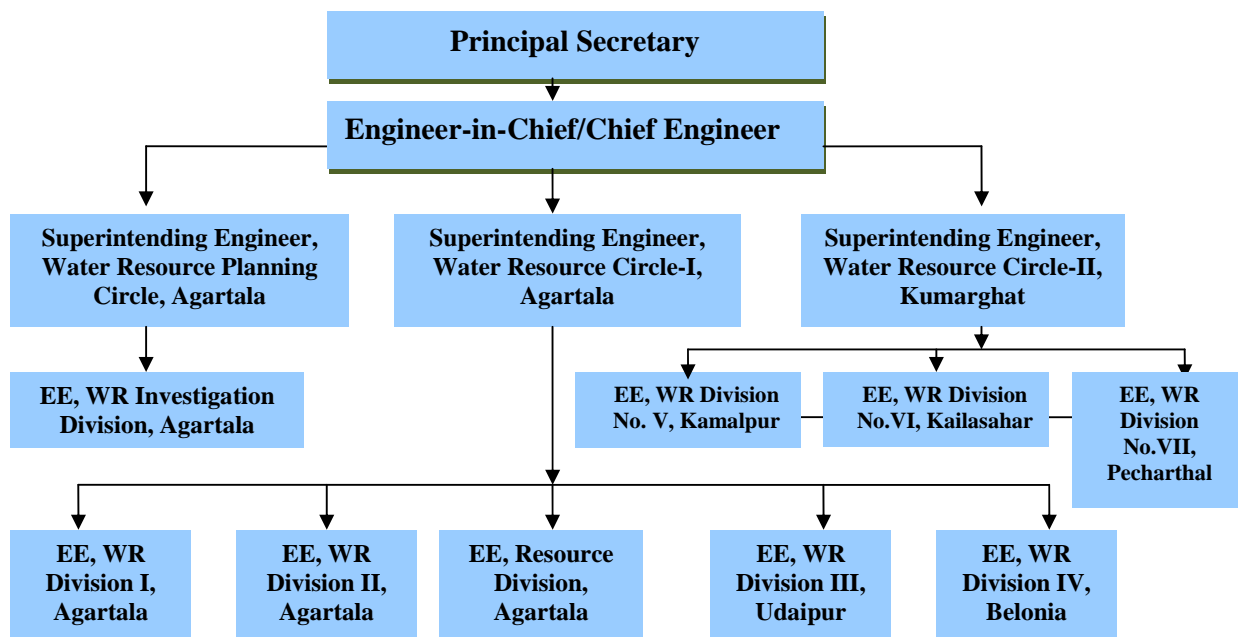 Principal Secretary
Engineer-in-Chief/Chief Engineer
Superintending Engineer,
Water Resource Planning
Circle, Agartala
Superintending Engineer,
Water Resource Circle-I,
Agartala
Superintending Engineer,
Water Resource Circle-II,
Kumarghat
EE, WR Investigation
Division, Agartala
EE, WR Division
No. V, Kamalpur
EE, WR Division
No.VI, Kailasahar
EE, WR
Division
No.VII,
Pecharthal
EE, WR
Division I,
Agartala
EE, WR
Division II,
Agartala
EE, Resource
Division,
Agartala
EE, WR
Division III,
Udaipur
EE, WR
Division IV,
Belonia